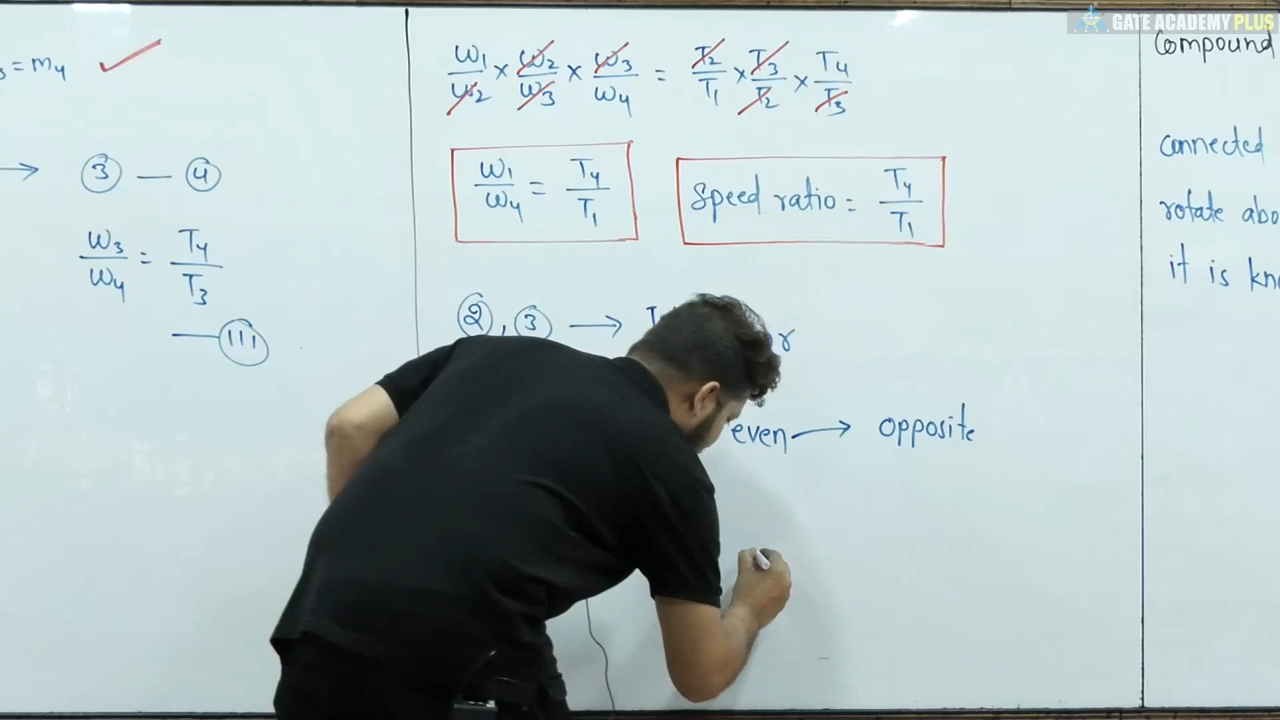 GATE ACADEMY PLUS
= m₄
→ ③ — ④
ω₃/ω₄ = T₄/T₃
— III
ω₁/ω₂ × ω₂/ω₃ × ω₃/ω₄ = T₂/T₁ × T₃/T₂ × T₄/T₃
ω₁/ω₄ = T₄/T₁
Speed ratio = T₄/T₁
②, ③ →
even → opposite
Compound
connected
rotate
it is